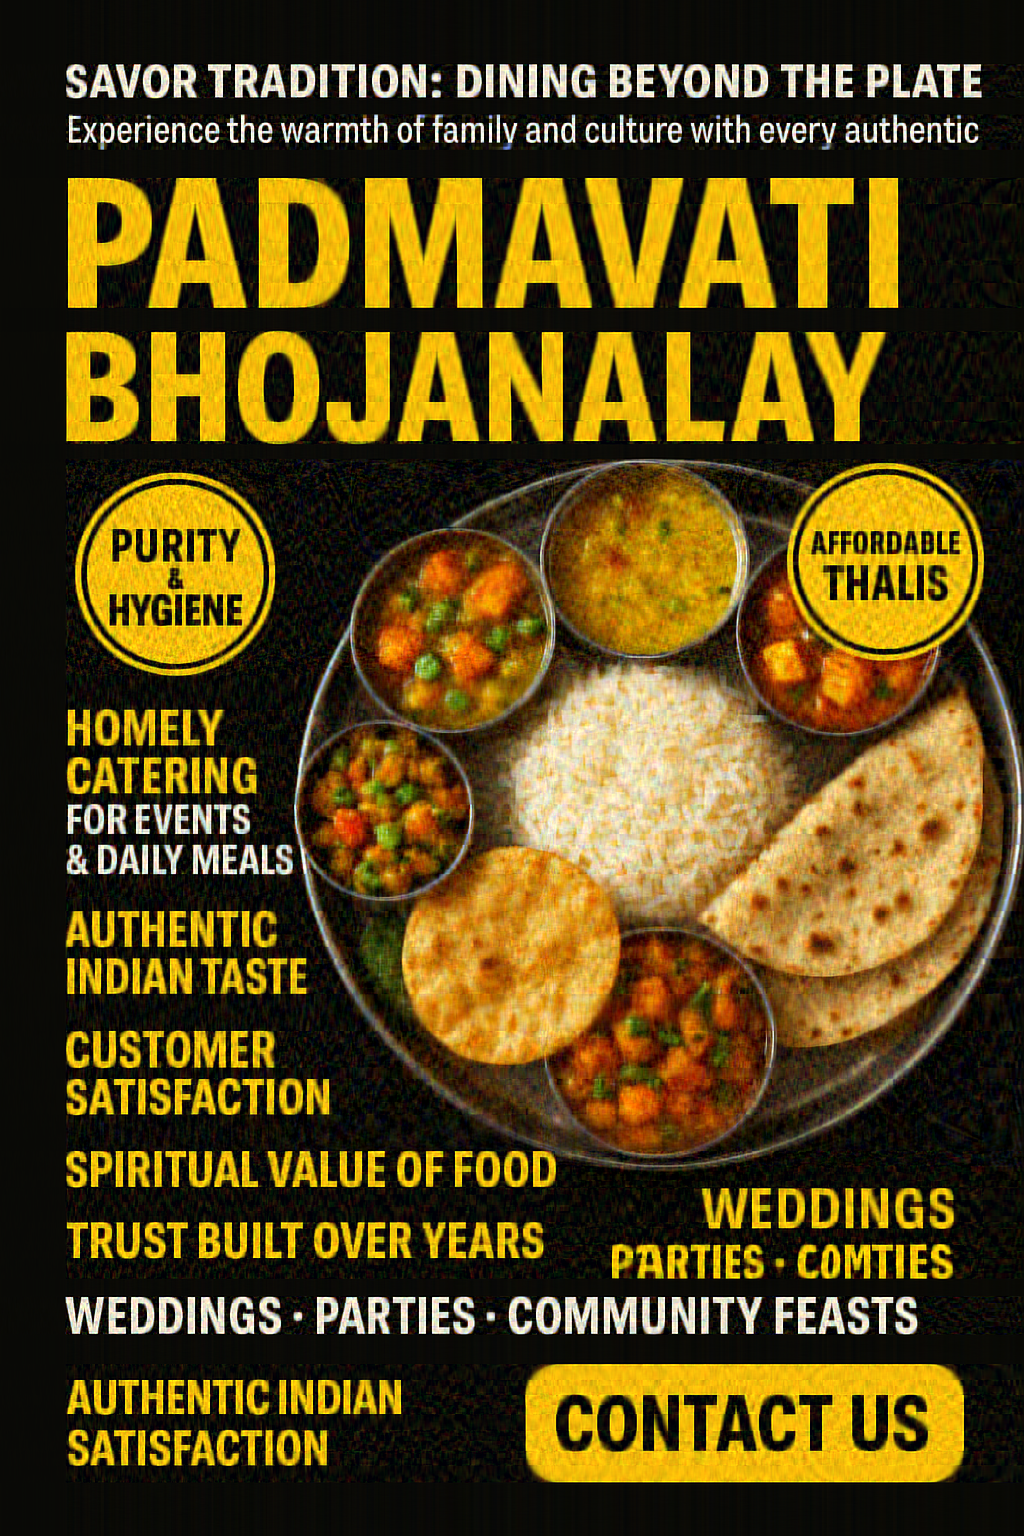 SAVOR TRADITION: DINING BEYOND THE PLATE
Experience the warmth of family and culture with every authentic
PADMAVATI
BHOJANALAY
PURITY
&
HYGIENE
AFFORDABLE
THALIS
HOMELY
CATERING
FOR EVENTS
& DAILY MEALS
AUTHENTIC
INDIAN TASTE
CUSTOMER
SATISFACTION
SPIRITUAL VALUE OF FOOD
TRUST BUILT OVER YEARS
WEDDINGS
PARTIES · COMTIES
WEDDINGS · PARTIES · COMMUNITY FEASTS
AUTHENTIC INDIAN
SATISFACTION
CONTACT US